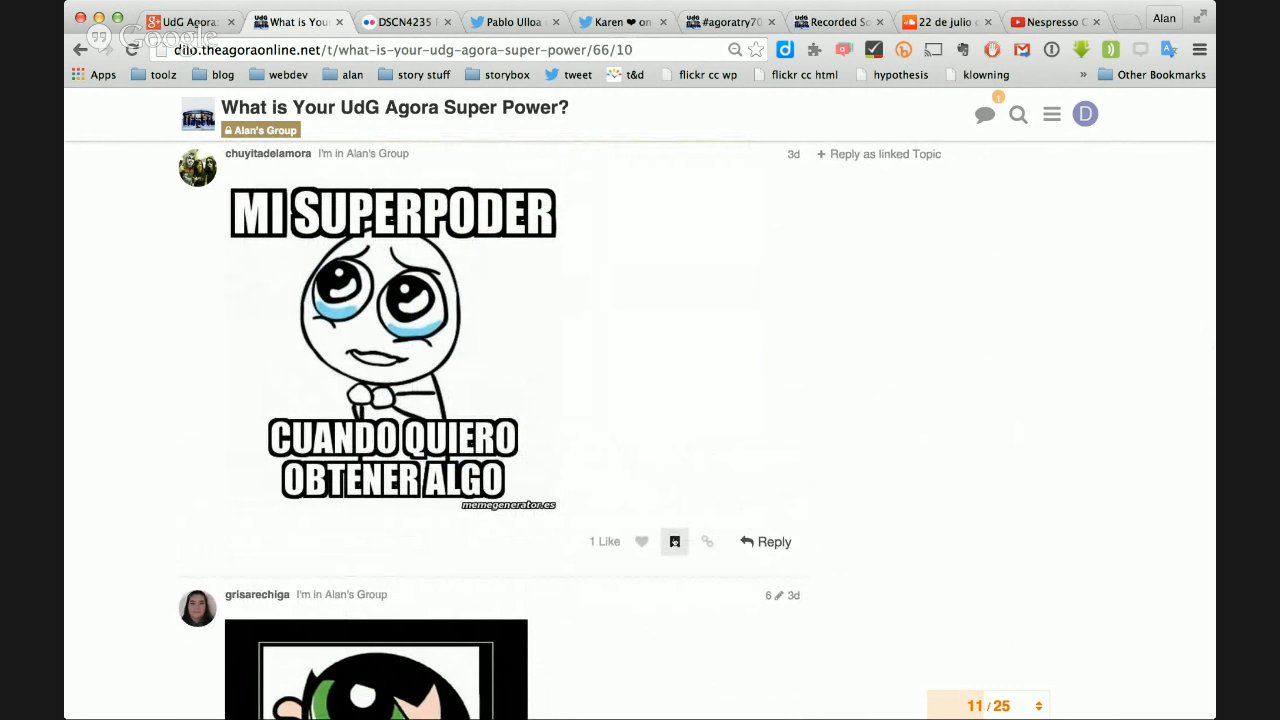 UdG Agora:
What is You
DSCN4235
Pablo Ulloa
Karen ❤ on
#agoratry70
Recorded S
22 de julio
Nespresso C
Alan
Google
.theagoraonline.net/t/what-is-your-udg-agora-super-power/66/10
Apps
toolz
blog
webdev
alan
story stuff
storybox
tweet
t&d
flickr cc wp
flickr cc html
hypothesis
klowning
»
Other Bookmarks
What is Your UdG Agora Super Power?
Alan's Group
1
D
chuyitadelamora I'm in Alan's Group
3d
+ Reply as linked Topic
MI SUPERPODER
CUANDO QUIERO
OBTENER ALGO
memegenerator.es
1 Like
Reply
grisarechiga I'm in Alan's Group
6
3d
11 / 25